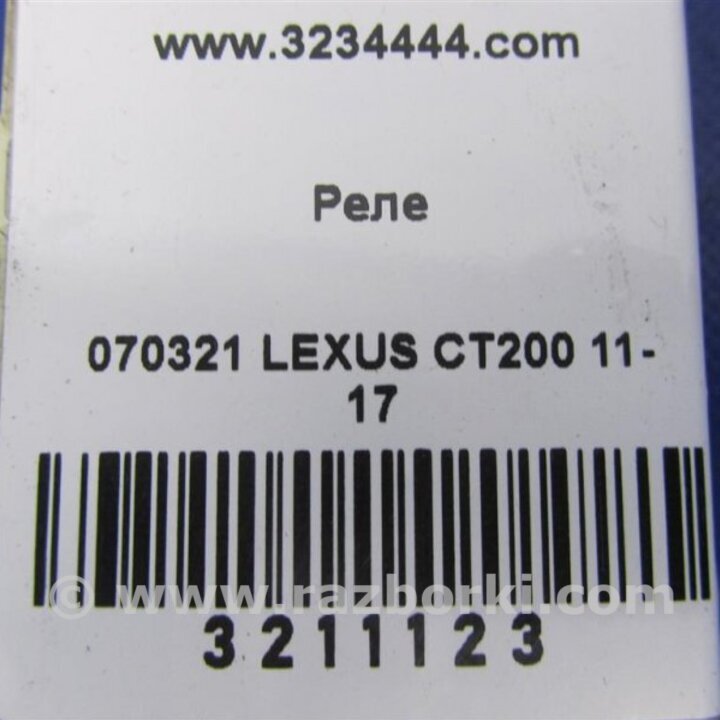 www.3234444.com
Реле
070321 LEXUS CT200 11-
17
© www.razborki.com
3211123